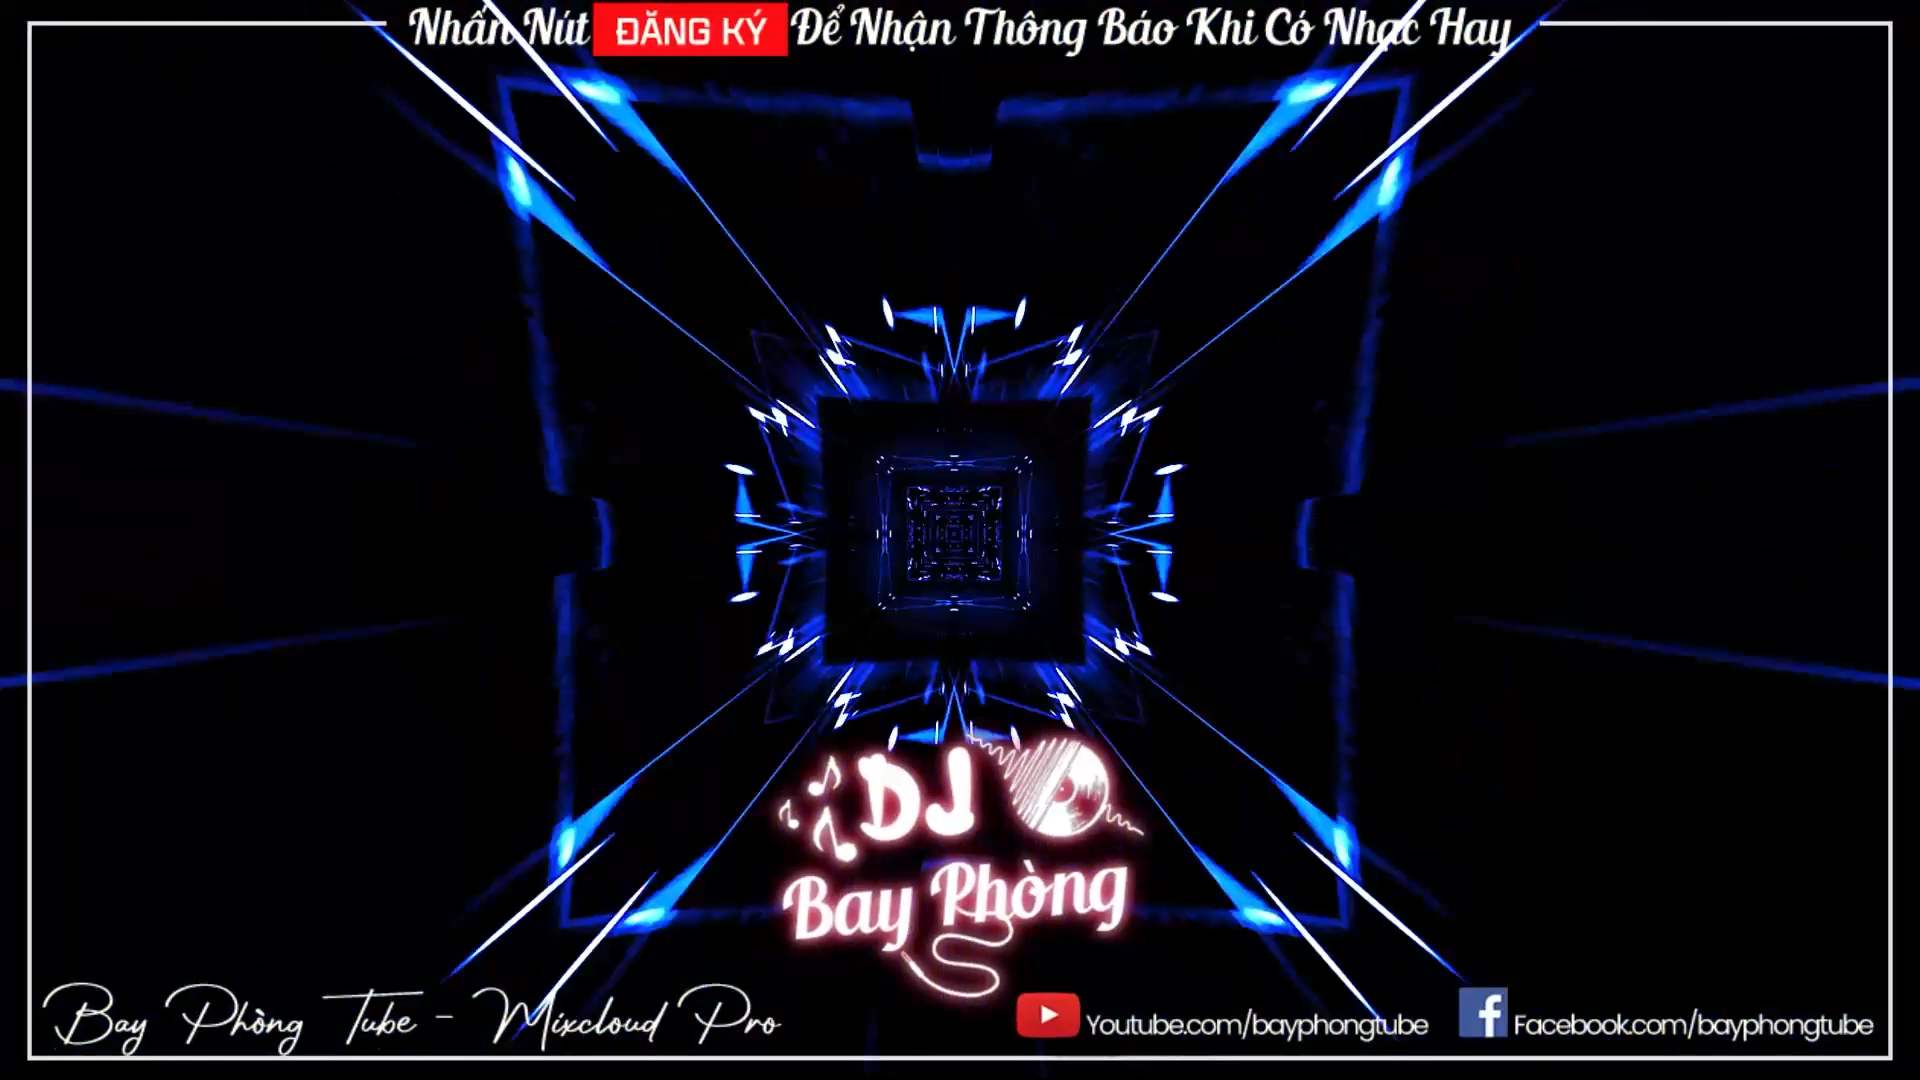 Nhấn Nút ĐĂNG KÝ Để Nhận Thông Báo Khi Có Nhạc Hay
DJ
Bay Phòng
Bay Phòng Tube - Mixcloud Pro
Youtube.com/bayphongtube
Facebook.com/bayphongtube